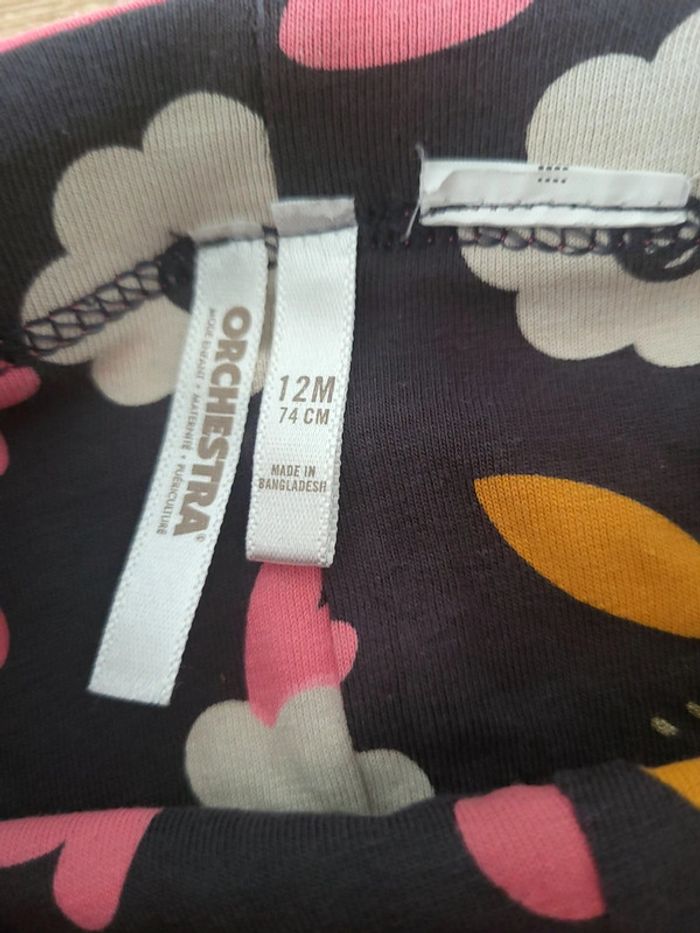 ORCHESTRA®
MODE ENFANT • MATERNITÉ • PUÉRICULTURE
12M
74 CM
MADE IN
BANGLADESH